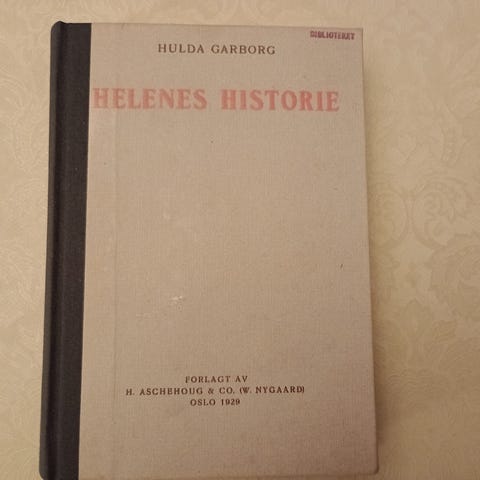 BIBLIOTEKET
HULDA GARBORG
HELENES HISTORIE
FORLAGT AV
H. ASCHEHOUG & CO. (W. NYGAARD)
OSLO 1929